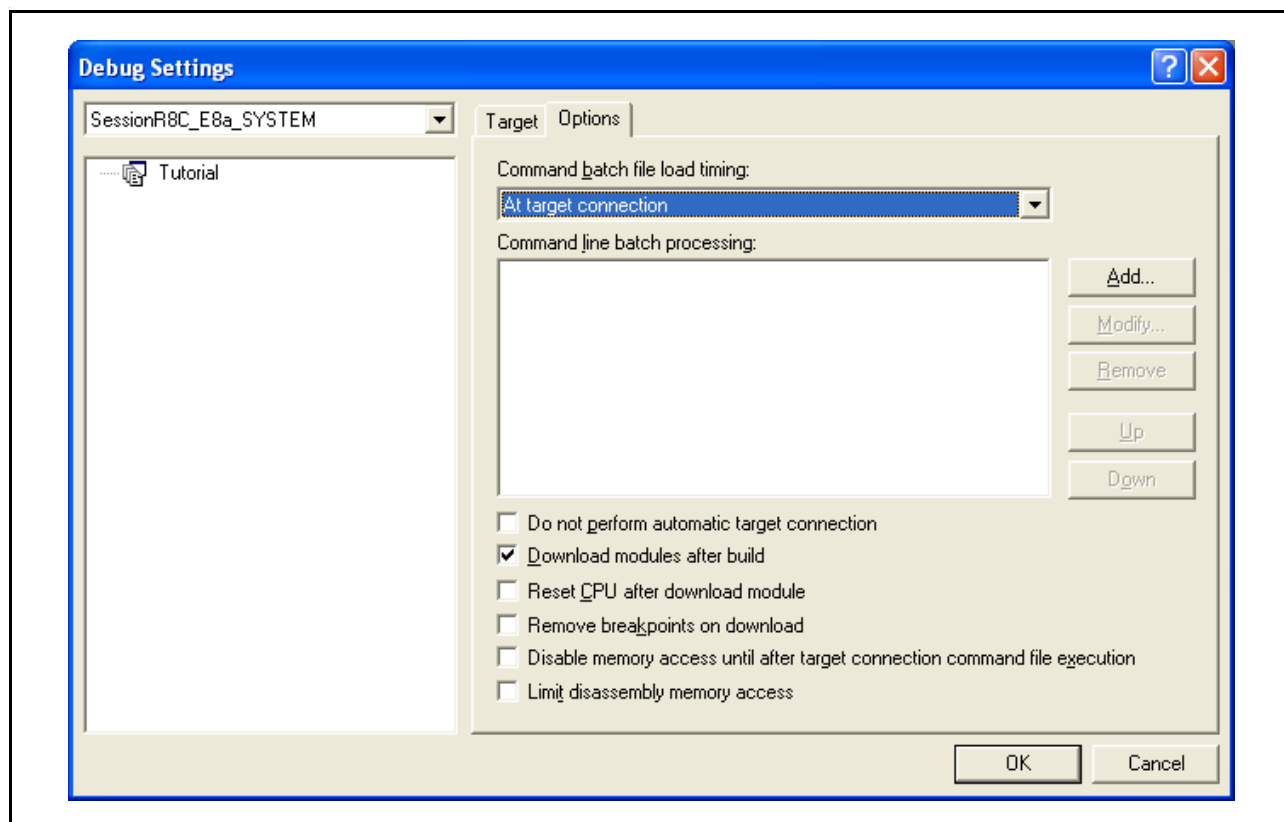 Debug Settings
SessionR8C_E8a_SYSTEM
Target
Options
Tutorial
Command batch file load timing:
At target connection
Command line batch processing:
Add...
Modify...
Remove
Up
Down
Do not perform automatic target connection
Download modules after build
Reset CPU after download module
Remove breakpoints on download
Disable memory access until after target connection command file execution
Limit disassembly memory access
OK
Cancel